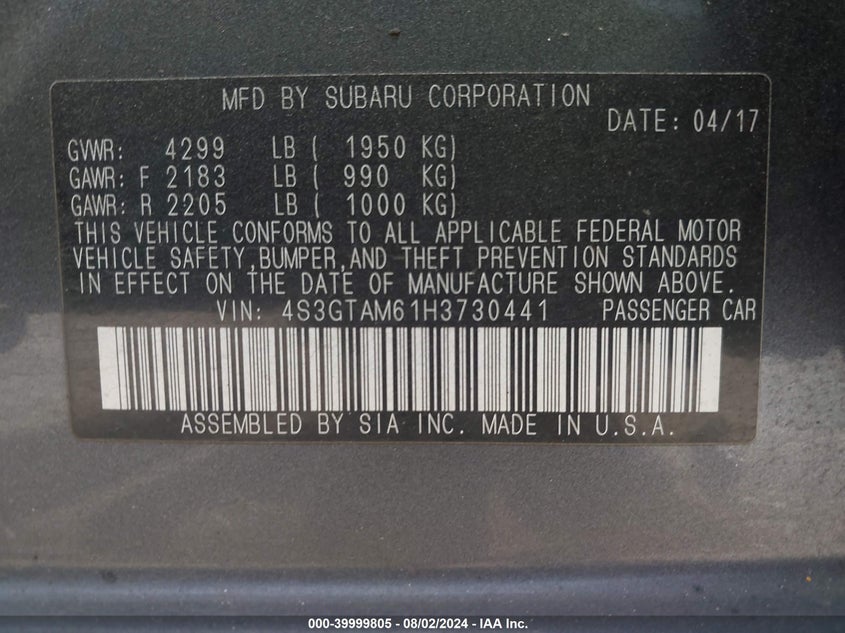 MFD BY SUBARU CORPORATION
DATE: 04/17
GVWR: 4299 LB ( 1950 KG)
GAWR: F 2183 LB ( 990 KG)
GAWR: R 2205 LB ( 1000 KG)
THIS VEHICLE CONFORMS TO ALL APPLICABLE FEDERAL MOTOR
VEHICLE SAFETY,BUMPER,AND THEFT PREVENTION STANDARDS
IN EFFECT ON THE DATE OF MANUFACTURE SHOWN ABOVE.
VIN: 4S3GTAM61H3730441 PASSENGER CAR
ASSEMBLED BY SIA INC. MADE IN U.S.A.
000-39999805 - 08/02/2024 - IAA Inc.